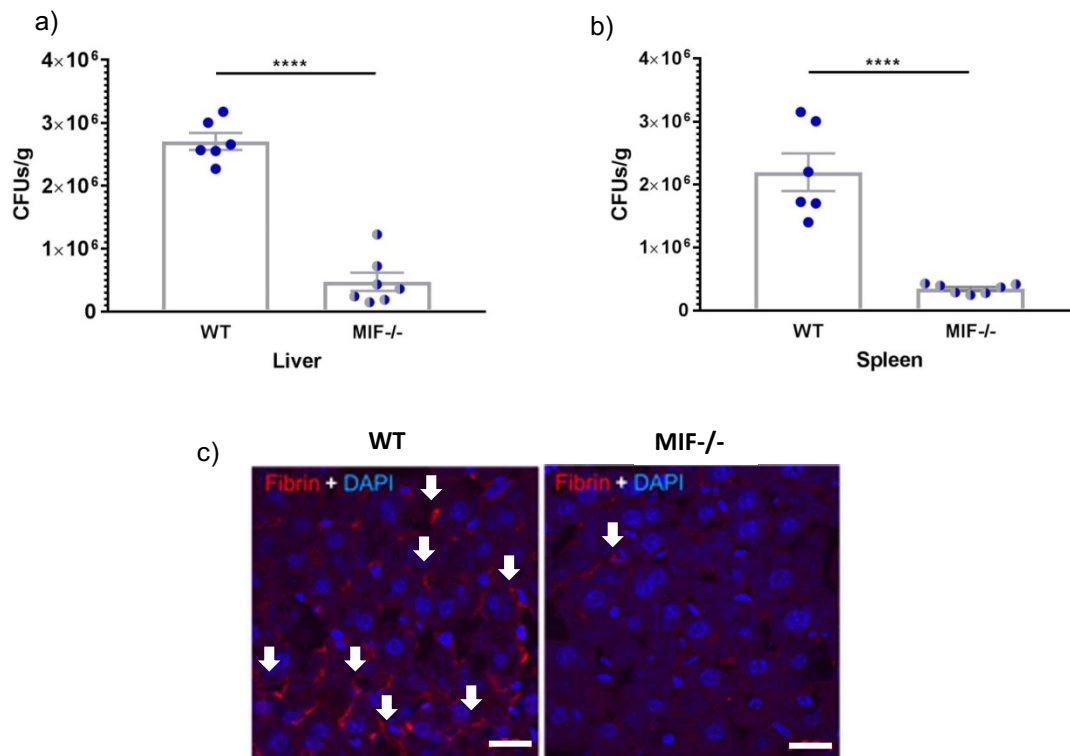 a)
4×10⁶
3×10⁶
2×10⁶
1×10⁶
0
CFUs/g
****
WT
MIF-/-
Liver
b)
4×10⁶
3×10⁶
2×10⁶
1×10⁶
0
CFUs/g
****
WT
MIF-/-
Spleen
c)
WT
MIF-/-
Fibrin + DAPI
Fibrin + DAPI